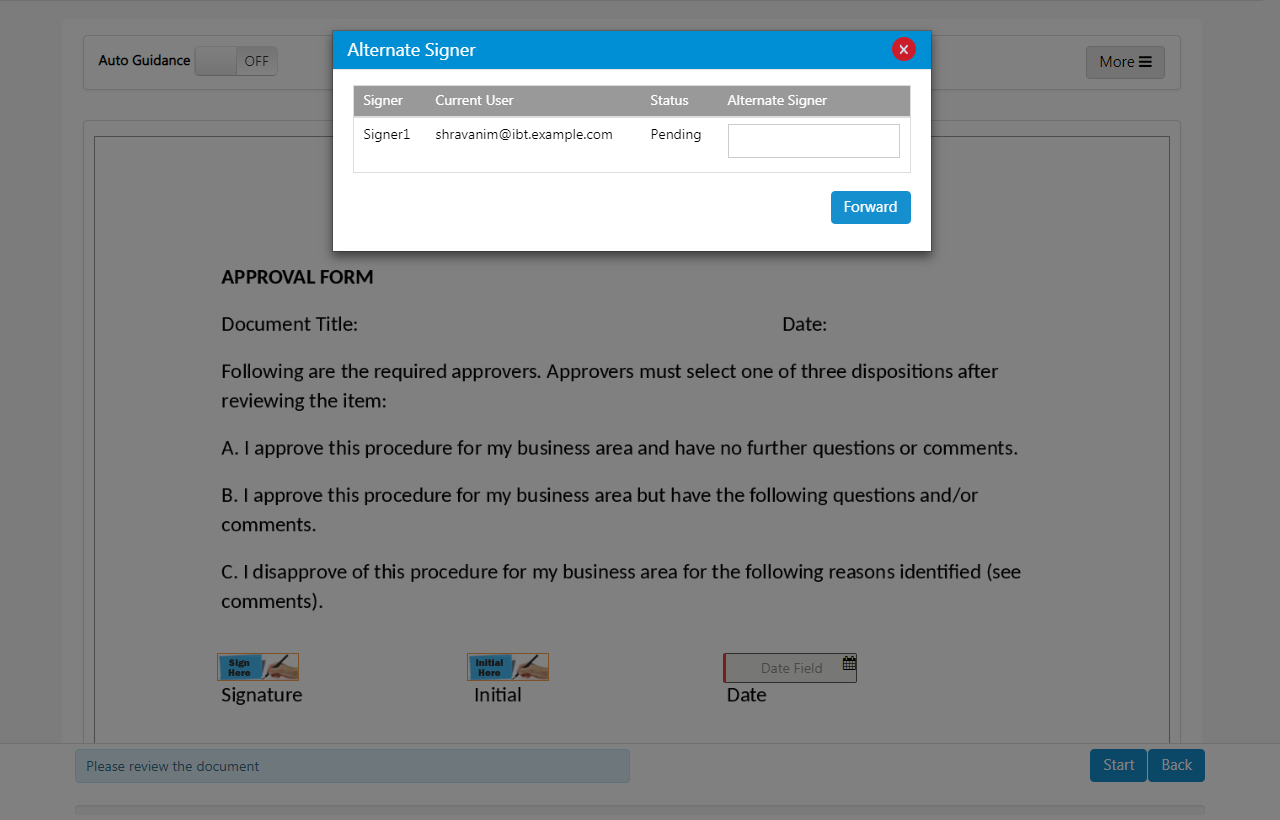 Alternate Signer
Auto Guidance OFF
More
Signer Current User Status Alternate Signer
Signer1 shravanim@ibt.example.com Pending
Forward
APPROVAL FORM
Document Title: Date:
Following are the required approvers. Approvers must select one of three dispositions after
reviewing the item:
A. I approve this procedure for my business area and have no further questions or comments.
B. I approve this procedure for my business area but have the following questions and/or
comments.
C. I disapprove of this procedure for my business area for the following reasons identified (see
comments).
Sign Here
Initial Here
Date Field
Signature Initial Date
Please review the document
Start Back